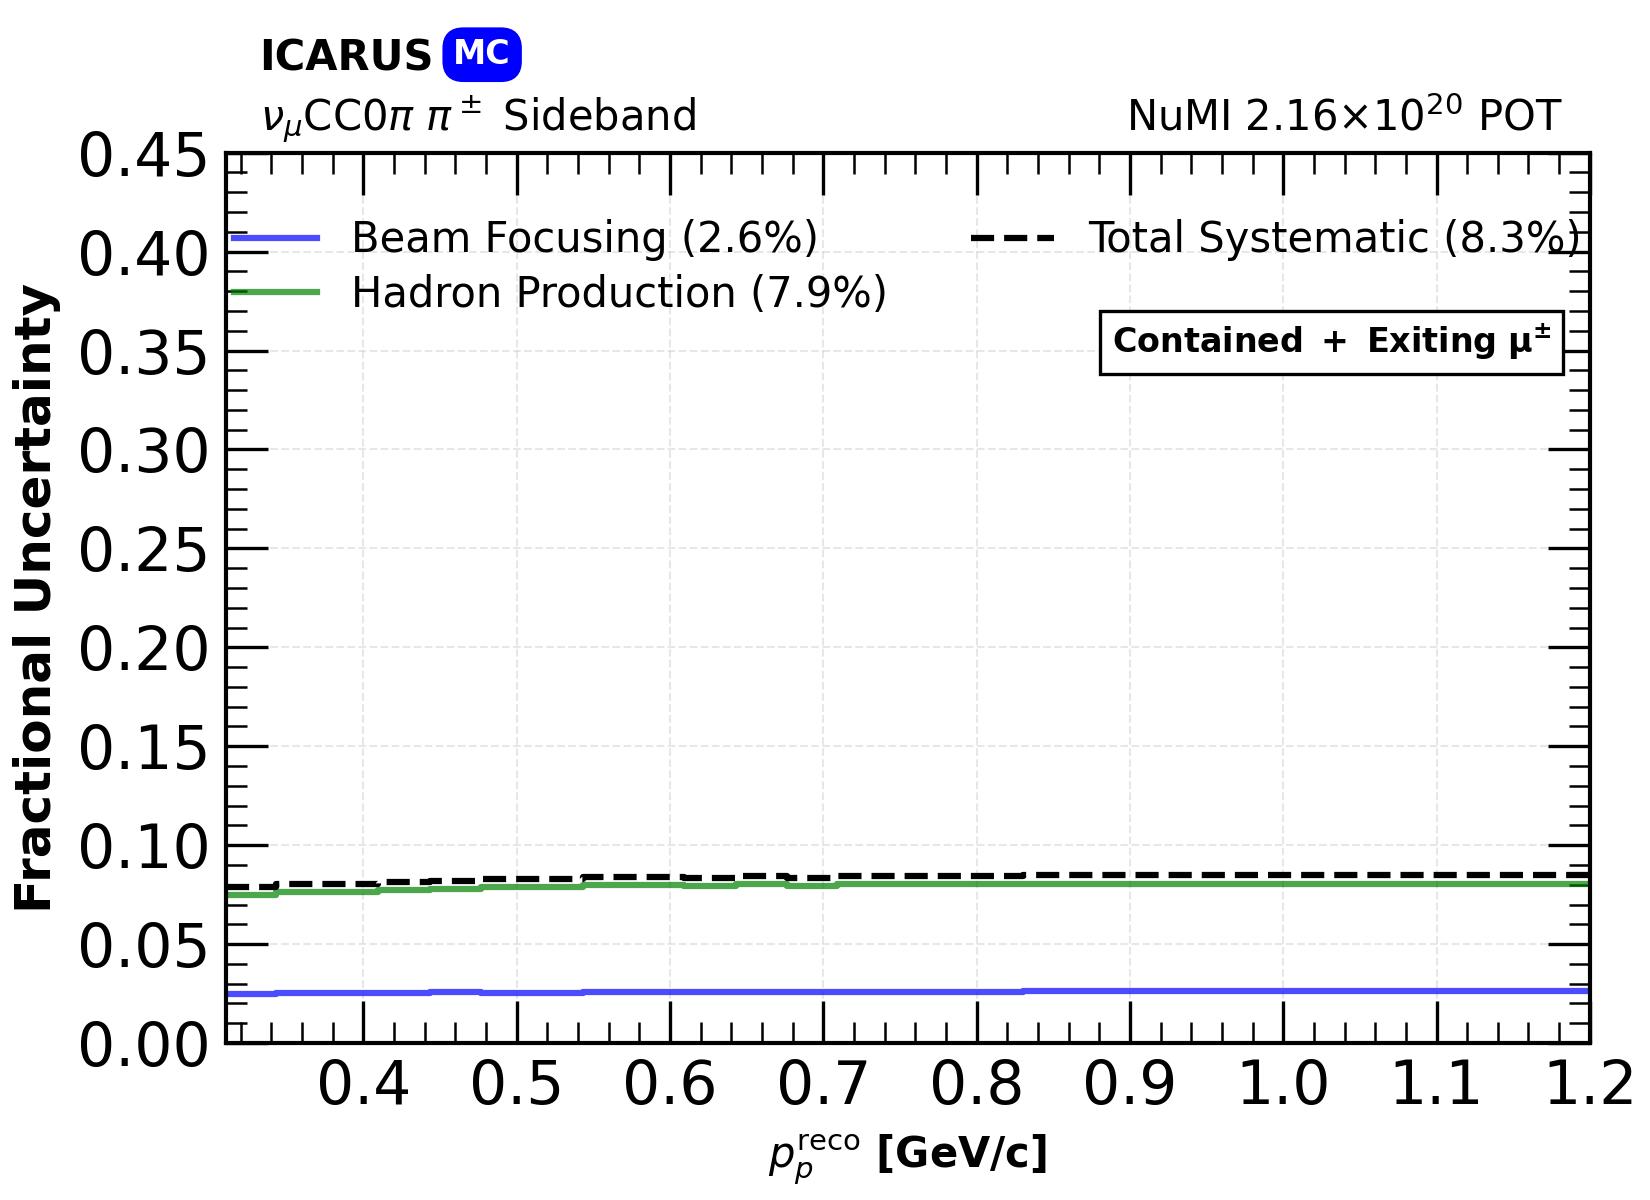 ICARUS MC
νμCC0π π± Sideband
NuMI 2.16×10²⁰ POT
Beam Focusing (2.6%)
Hadron Production (7.9%)
Total Systematic (8.3%)
Contained + Exiting μ±
Fractional Uncertainty
0.45
0.40
0.35
0.30
0.25
0.20
0.15
0.10
0.05
0.00
0.4 0.5 0.6 0.7 0.8 0.9 1.0 1.1 1.2
p_p^reco [GeV/c]